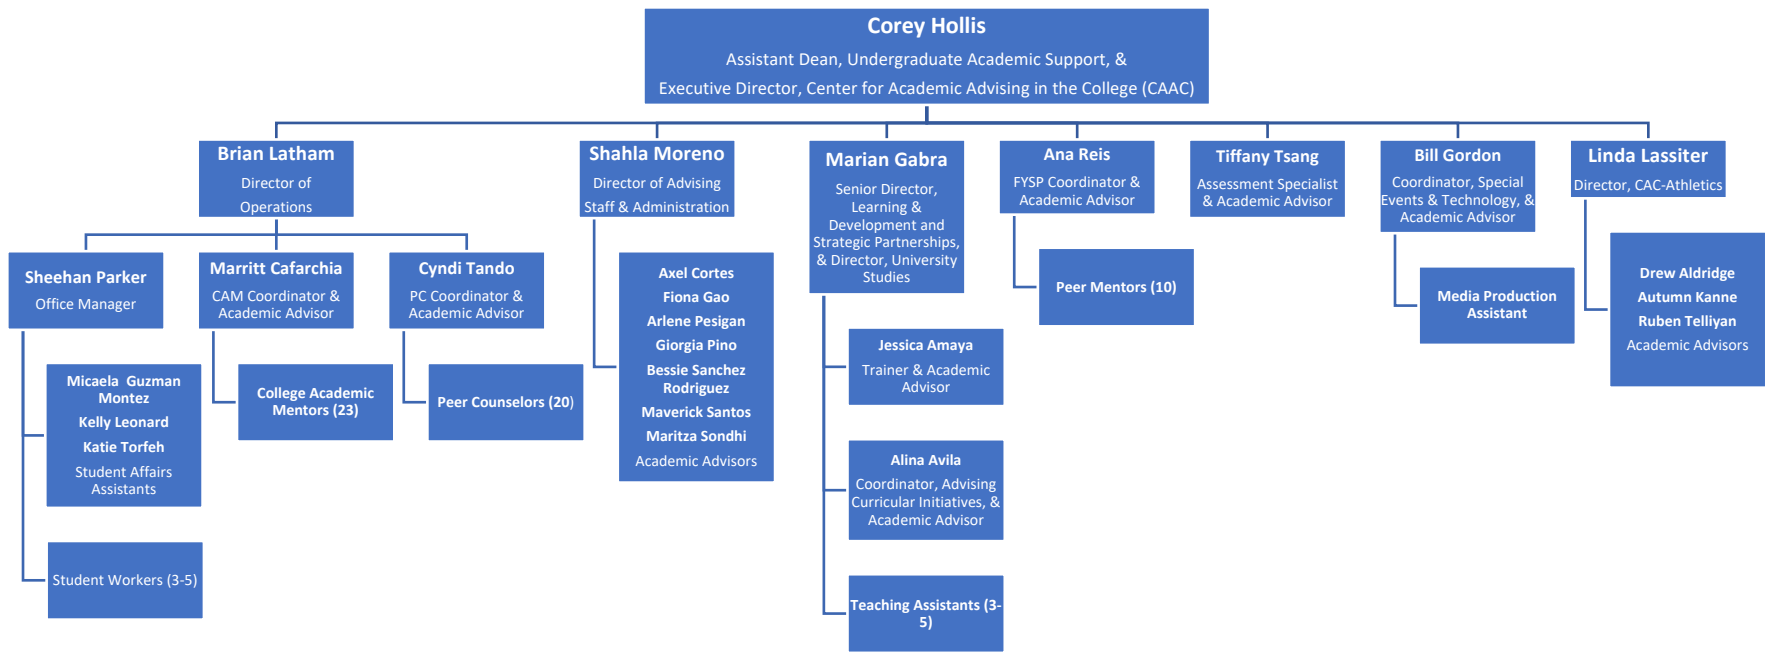 Corey Hollis
Assistant Dean, Undergraduate Academic Support, &
Executive Director, Center for Academic Advising in the College (CAAC)
Brian Latham
Director of
Operations
Shahla Moreno
Director of Advising
Staff & Administration
Marian Gabra
Senior Director,
Learning &
Development and
Strategic Partnerships,
& Director, University
Studies
Ana Reis
FYSP Coordinator &
Academic Advisor
Tiffany Tsang
Assessment Specialist
& Academic Advisor
Bill Gordon
Coordinator, Special
Events & Technology, &
Academic Advisor
Linda Lassiter
Director, CAC-Athletics
Sheehan Parker
Office Manager
Marritt Cafarchia
CAM Coordinator &
Academic Advisor
Cyndi Tando
PC Coordinator &
Academic Advisor
Micaela  Guzman
Montez
Kelly Leonard
Katie Torfeh
Student Affairs
Assistants
Student Workers (3-5)
College Academic
Mentors (23)
Peer Counselors (20)
Axel Cortes
Fiona Gao
Arlene Pesigan
Giorgia Pino
Bessie Sanchez
Rodriguez
Maverick Santos
Maritza Sondhi
Academic Advisors
Jessica Amaya
Trainer & Academic
Advisor
Alina Avila
Coordinator, Advising
Curricular Initiatives, &
Academic Advisor
Teaching Assistants (3-
5)
Peer Mentors (10)
Media Production
Assistant
Drew Aldridge
Autumn Kanne
Ruben Telliyan
Academic Advisors